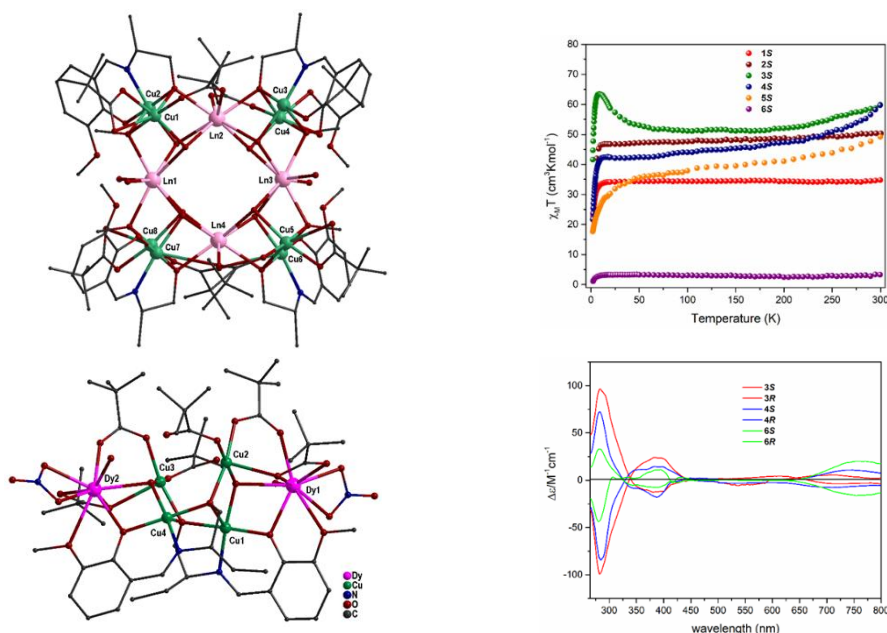 Cu2
Cu1
Cu3
Cu4
Ln2
Ln1
Ln3
Ln4
Cu8
Cu7
Cu5
Cu6
80
70
60
50
40
30
20
10
0
χMT (cm³Kmol⁻¹)
1S
2S
3S
4S
5S
6S
0 50 100 150 200 250 300
Temperature (K)
Cu2
Cu3
Dy2
Dy1
Cu4
Cu1
Dy
Cu
N
O
C
100
50
0
-50
-100
Δε/M⁻¹cm⁻¹
3S
3R
4S
4R
6S
6R
300 350 400 450 500 550 600 650 700 750 800
wavelength (nm)